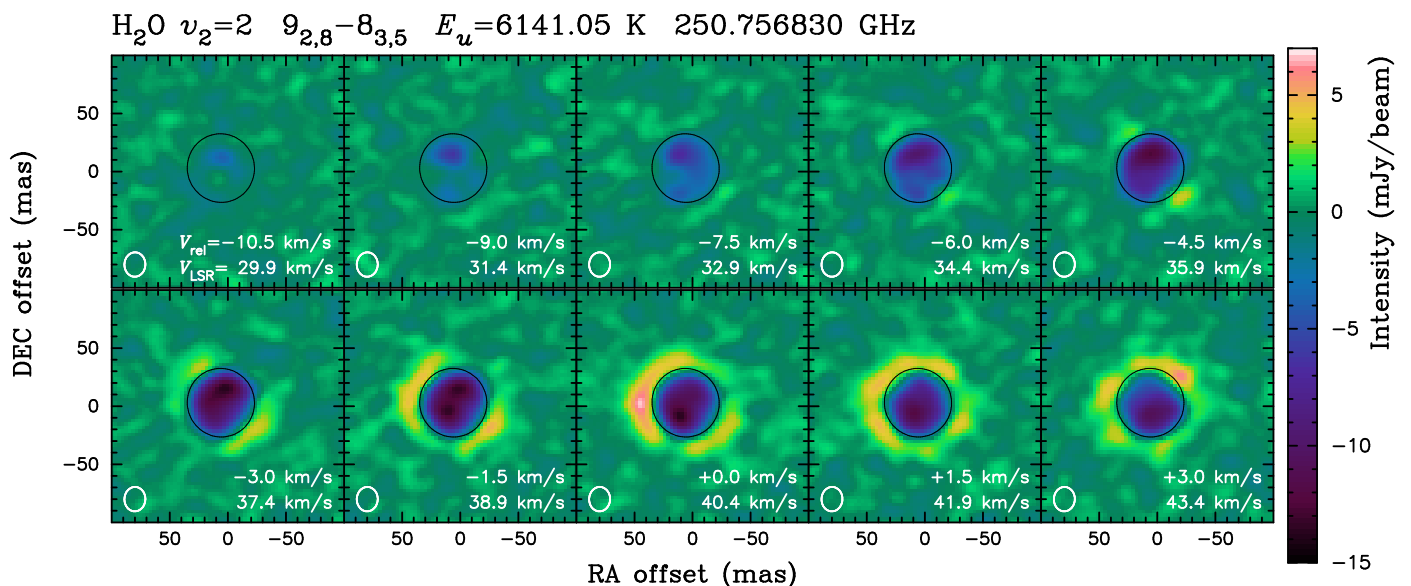 H₂O v₂=2 9₂,₈−8₃,₅ Eᵤ=6141.05 K 250.756830 GHz
DEC offset (mas)
50
0
−50
V_rel=−10.5 km/s
V_LSR= 29.9 km/s
−9.0 km/s
31.4 km/s
−7.5 km/s
32.9 km/s
−6.0 km/s
34.4 km/s
−4.5 km/s
35.9 km/s
50
0
−50
−3.0 km/s
37.4 km/s
−1.5 km/s
38.9 km/s
+0.0 km/s
40.4 km/s
+1.5 km/s
41.9 km/s
+3.0 km/s
43.4 km/s
50 0 −50
50 0 −50
50 0 −50
50 0 −50
50 0 −50
RA offset (mas)
5
0
−5
−10
−15
Intensity (mJy/beam)